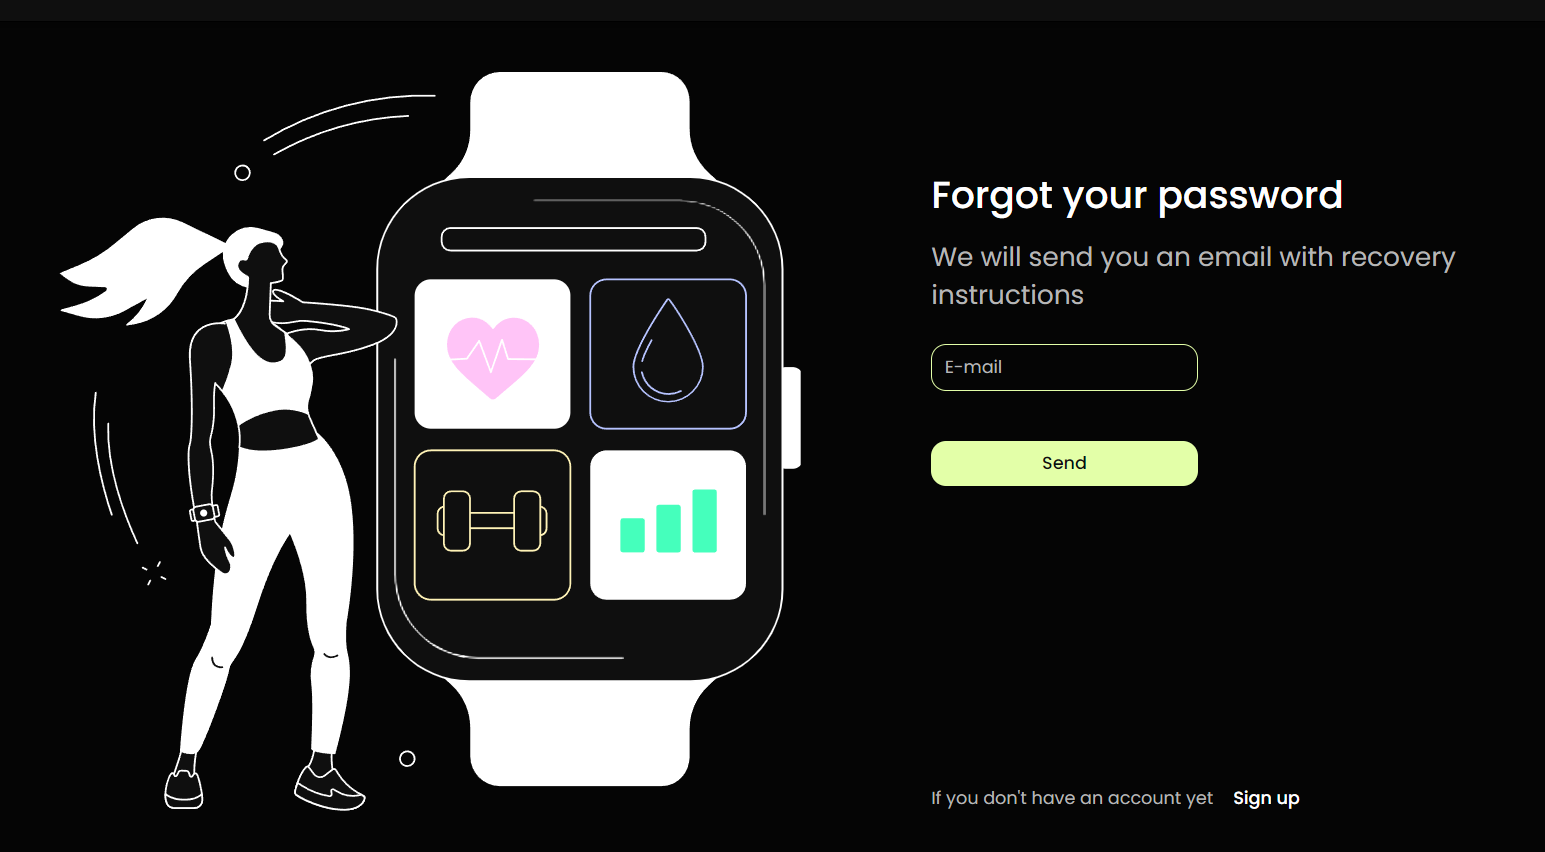 Forgot your password
We will send you an email with recovery
instructions
E-mail
Send
If you don't have an account yet Sign up